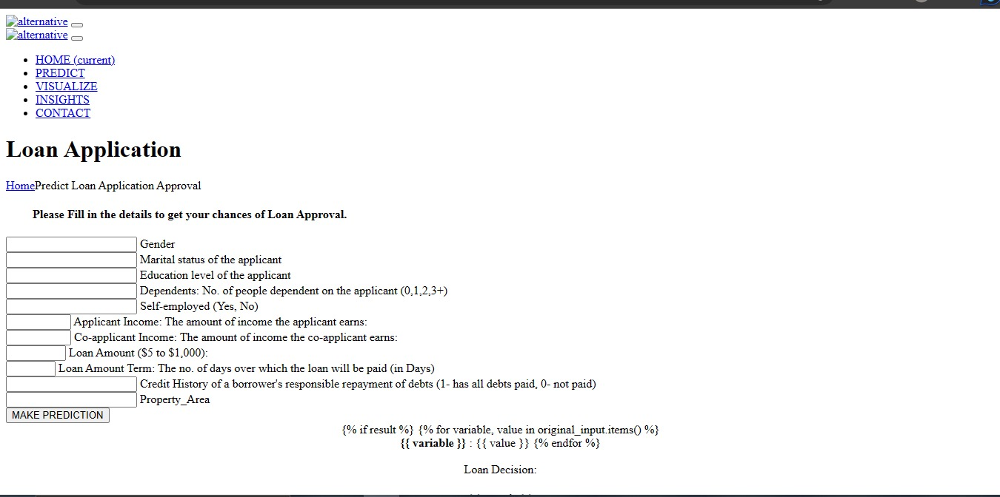 alternative
alternative
HOME (current)
PREDICT
VISUALIZE
INSIGHTS
CONTACT
Loan Application
HomePredict Loan Application Approval
Please Fill in the details to get your chances of Loan Approval.
Gender
Marital status of the applicant
Education level of the applicant
Dependents: No. of people dependent on the applicant (0,1,2,3+)
Self-employed (Yes, No)
Applicant Income: The amount of income the applicant earns:
Co-applicant Income: The amount of income the co-applicant earns:
Loan Amount ($5 to $1,000):
Loan Amount Term: The no. of days over which the loan will be paid (in Days)
Credit History of a borrower's responsible repayment of debts (1- has all debts paid, 0- not paid)
Property_Area
MAKE PREDICTION
{% if result %} {% for variable, value in original_input.items() %}
{{ variable }} : {{ value }} {% endfor %}
Loan Decision: